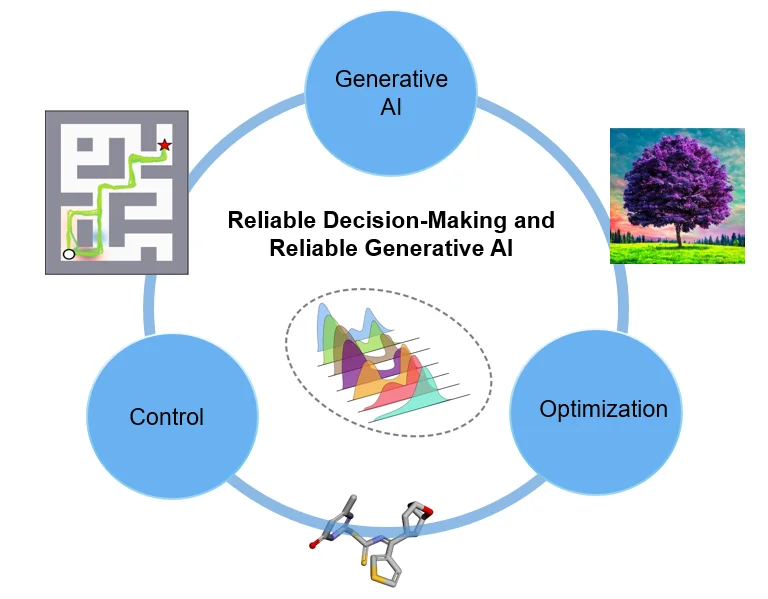 Generative
AI
Reliable Decision-Making and
Reliable Generative AI
Control
Optimization